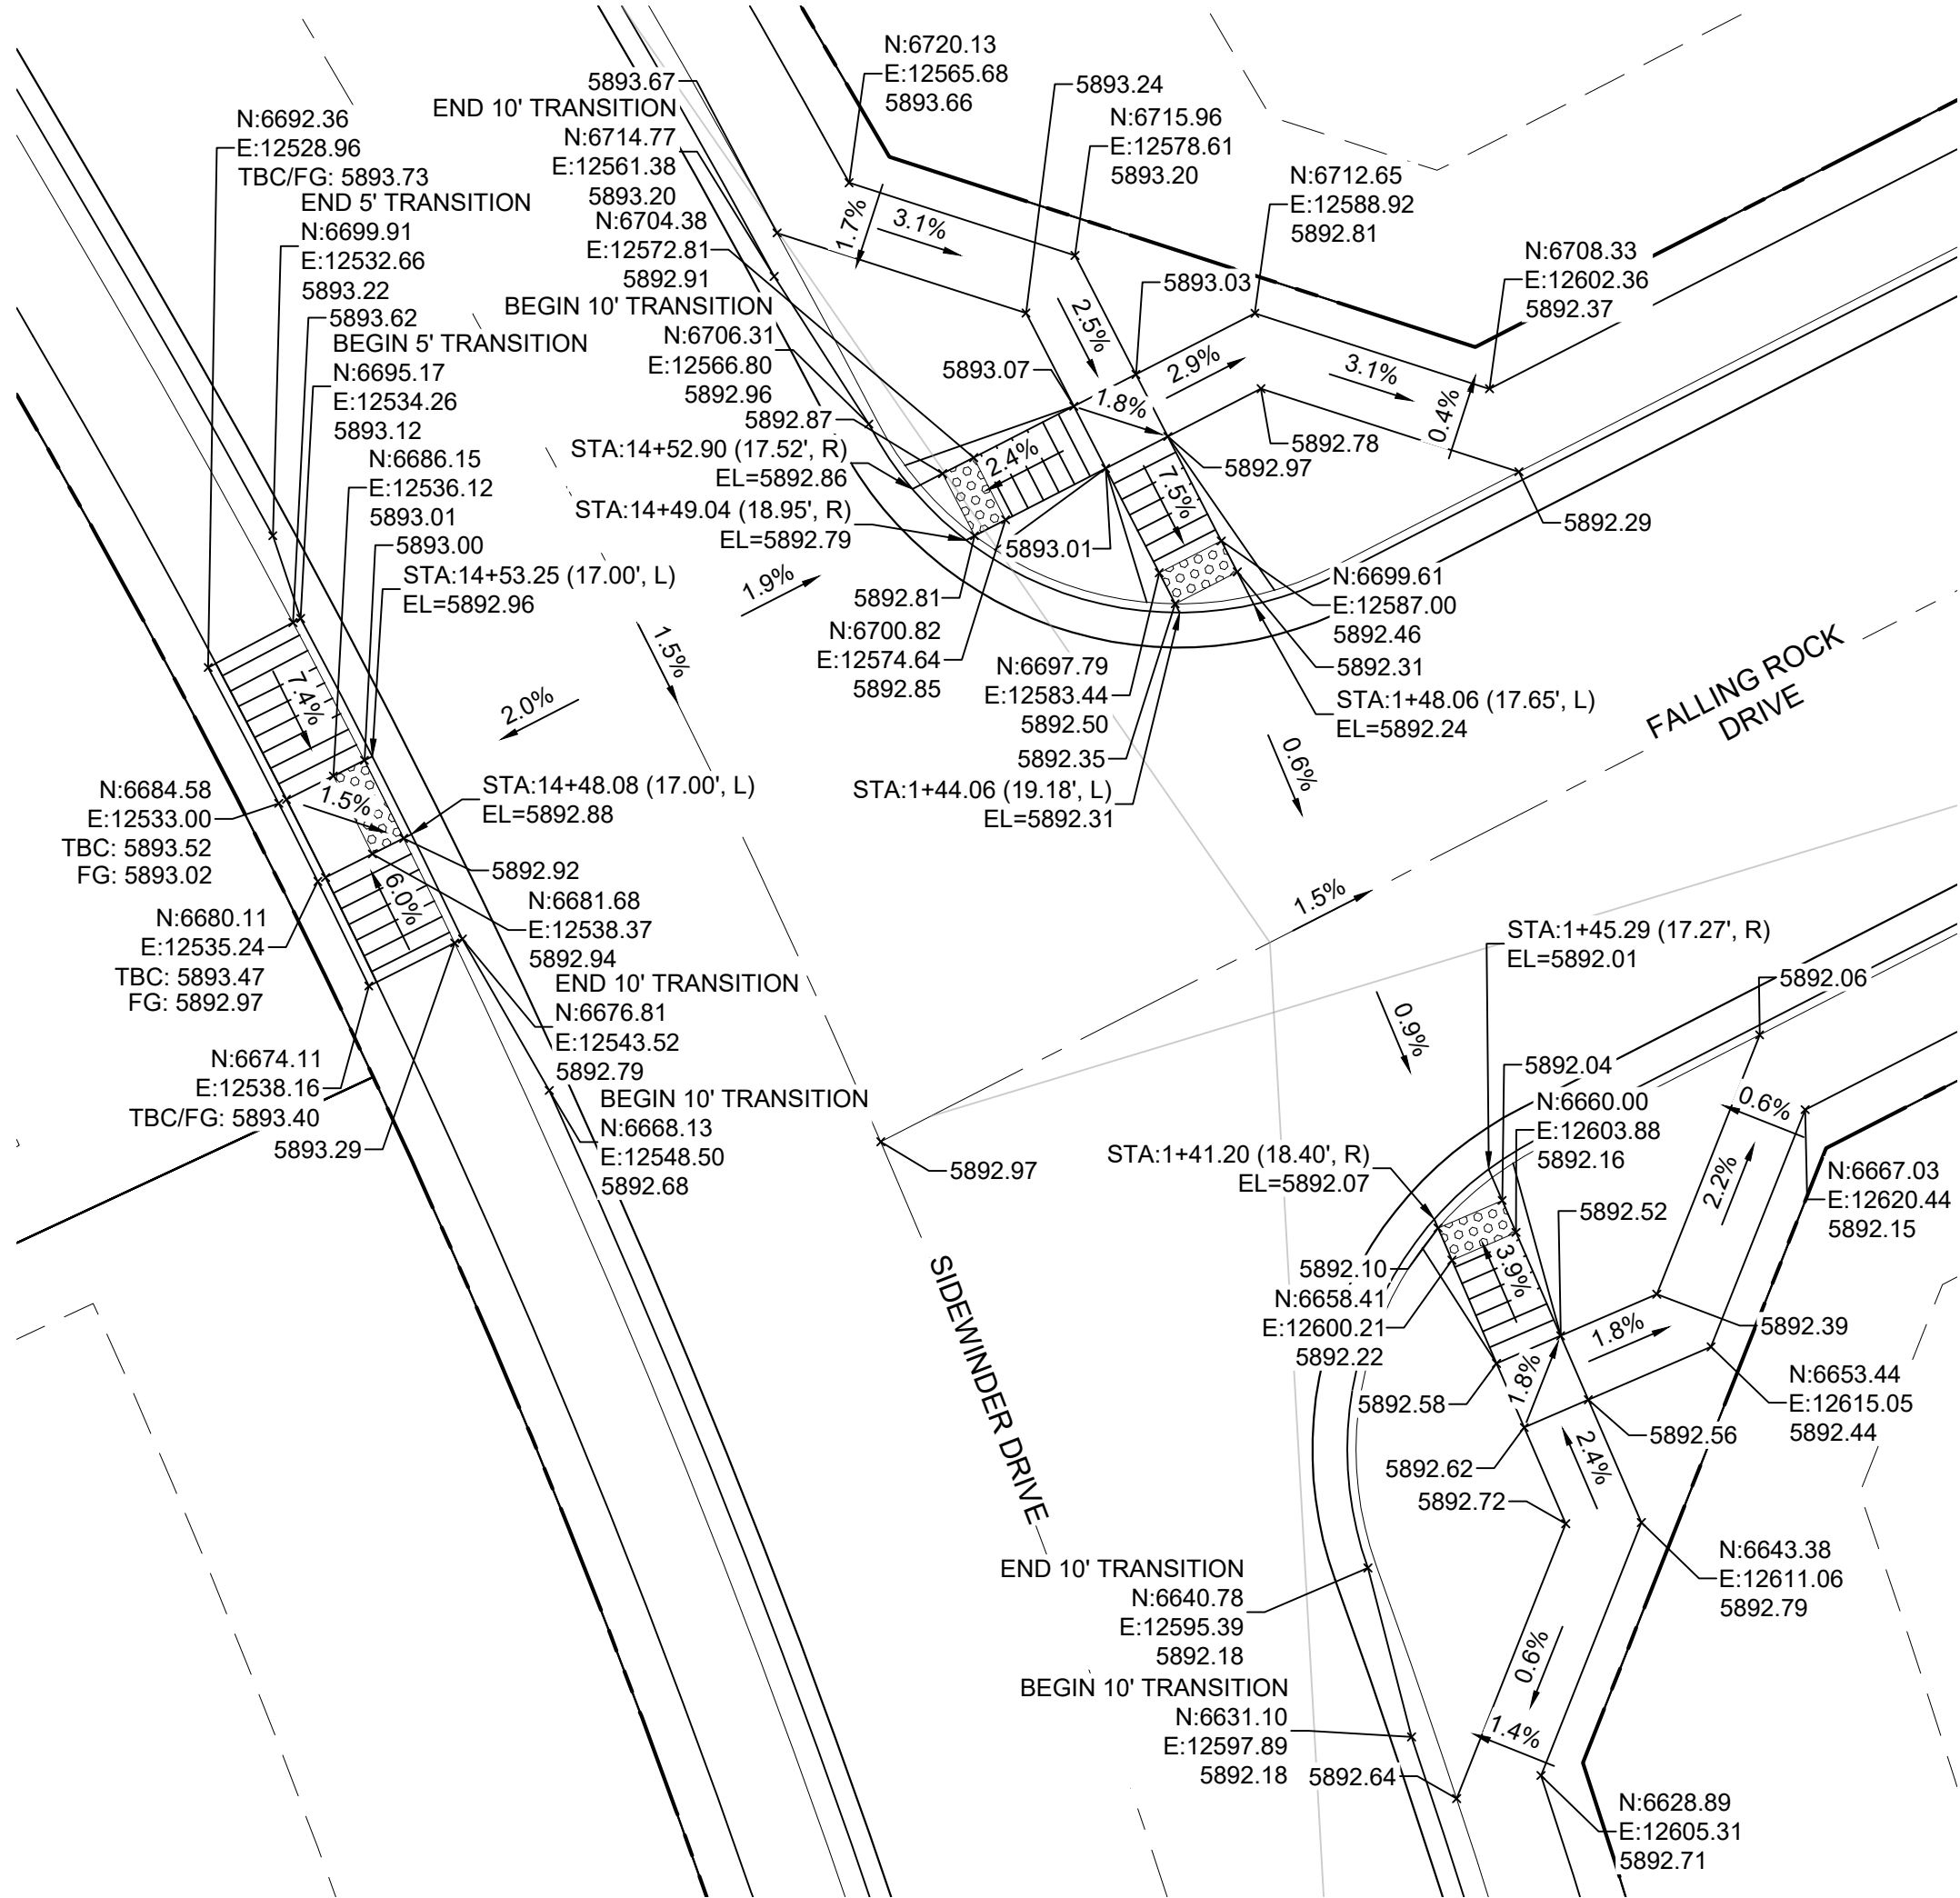 N:6720.13
E:12565.68
5893.66
5893.67
END 10' TRANSITION
N:6714.77
E:12561.38
5893.20
N:6704.38
E:12572.81
5892.91
BEGIN 10' TRANSITION
N:6706.31
E:12566.80
5892.96
5892.87
STA:14+52.90 (17.52', R)
EL=5892.86
STA:14+49.04 (18.95', R)
EL=5892.79
5893.24
N:6715.96
E:12578.61
5893.20
N:6712.65
E:12588.92
5892.81
N:6708.33
E:12602.36
5892.37
N:6692.36
E:12528.96
TBC/FG: 5893.73
END 5' TRANSITION
N:6699.91
E:12532.66
5893.22
5893.62
BEGIN 5' TRANSITION
N:6695.17
E:12534.26
5893.12
N:6686.15
E:12536.12
5893.01
5893.00
STA:14+53.25 (17.00', L)
EL=5892.96
1.7%
3.1%
2.5%
5893.03
5893.07
2.9%
3.1%
0.4%
1.8%
5892.78
5892.97
2.4%
7.5%
5893.01
5892.29
1.9%
1.5%
2.0%
7.4%
5892.81
N:6700.82
E:12574.64
5892.85
N:6697.79
E:12583.44
5892.50
5892.35
STA:1+44.06 (19.18', L)
EL=5892.31
N:6699.61
E:12587.00
5892.46
5892.31
STA:1+48.06 (17.65', L)
EL=5892.24
0.6%
FALLING ROCK
DRIVE
N:6684.58
E:12533.00
TBC: 5893.52
FG: 5893.02
1.5%
STA:14+48.08 (17.00', L)
EL=5892.88
5892.92
6.0%
N:6681.68
E:12538.37
5892.94
N:6680.11
E:12535.24
TBC: 5893.47
FG: 5892.97
END 10' TRANSITION
N:6676.81
E:12543.52
5892.79
N:6674.11
E:12538.16
TBC/FG: 5893.40
5893.29
BEGIN 10' TRANSITION
N:6668.13
E:12548.50
5892.68
1.5%
0.9%
5892.97
SIDEWINDER DRIVE
STA:1+45.29 (17.27', R)
EL=5892.01
5892.06
5892.04
N:6660.00
E:12603.88
5892.16
0.6%
STA:1+41.20 (18.40', R)
EL=5892.07
2.2%
N:6667.03
E:12620.44
5892.15
5892.52
5892.10
3.9%
N:6658.41
E:12600.21
5892.22
1.8%
5892.39
1.8%
N:6653.44
E:12615.05
5892.44
5892.58
5892.56
2.4%
5892.62
5892.72
N:6643.38
E:12611.06
5892.79
END 10' TRANSITION
N:6640.78
E:12595.39
5892.18
0.6%
BEGIN 10' TRANSITION
N:6631.10
E:12597.89
5892.18
1.4%
5892.64
N:6628.89
E:12605.31
5892.71